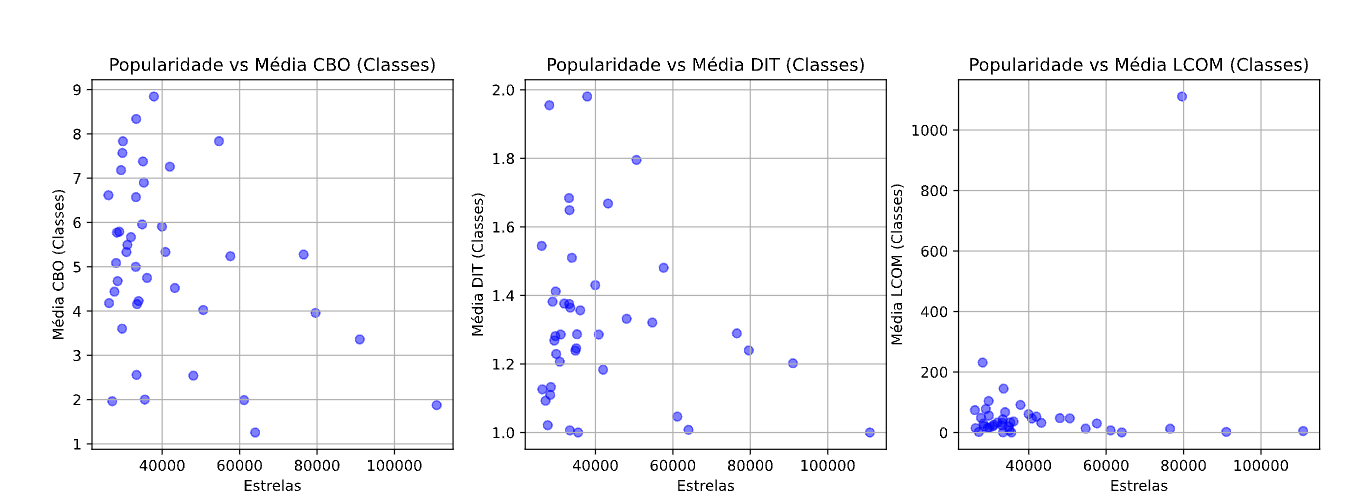 Popularidade vs Média CBO (Classes)
9
8
7
6
5
4
3
2
1
Média CBO (Classes)
40000 60000 80000 100000
Estrelas
Popularidade vs Média DIT (Classes)
2.0
1.8
1.6
1.4
1.2
1.0
Média DIT (Classes)
40000 60000 80000 100000
Estrelas
Popularidade vs Média LCOM (Classes)
1000
800
600
400
200
0
Média LCOM (Classes)
40000 60000 80000 100000
Estrelas